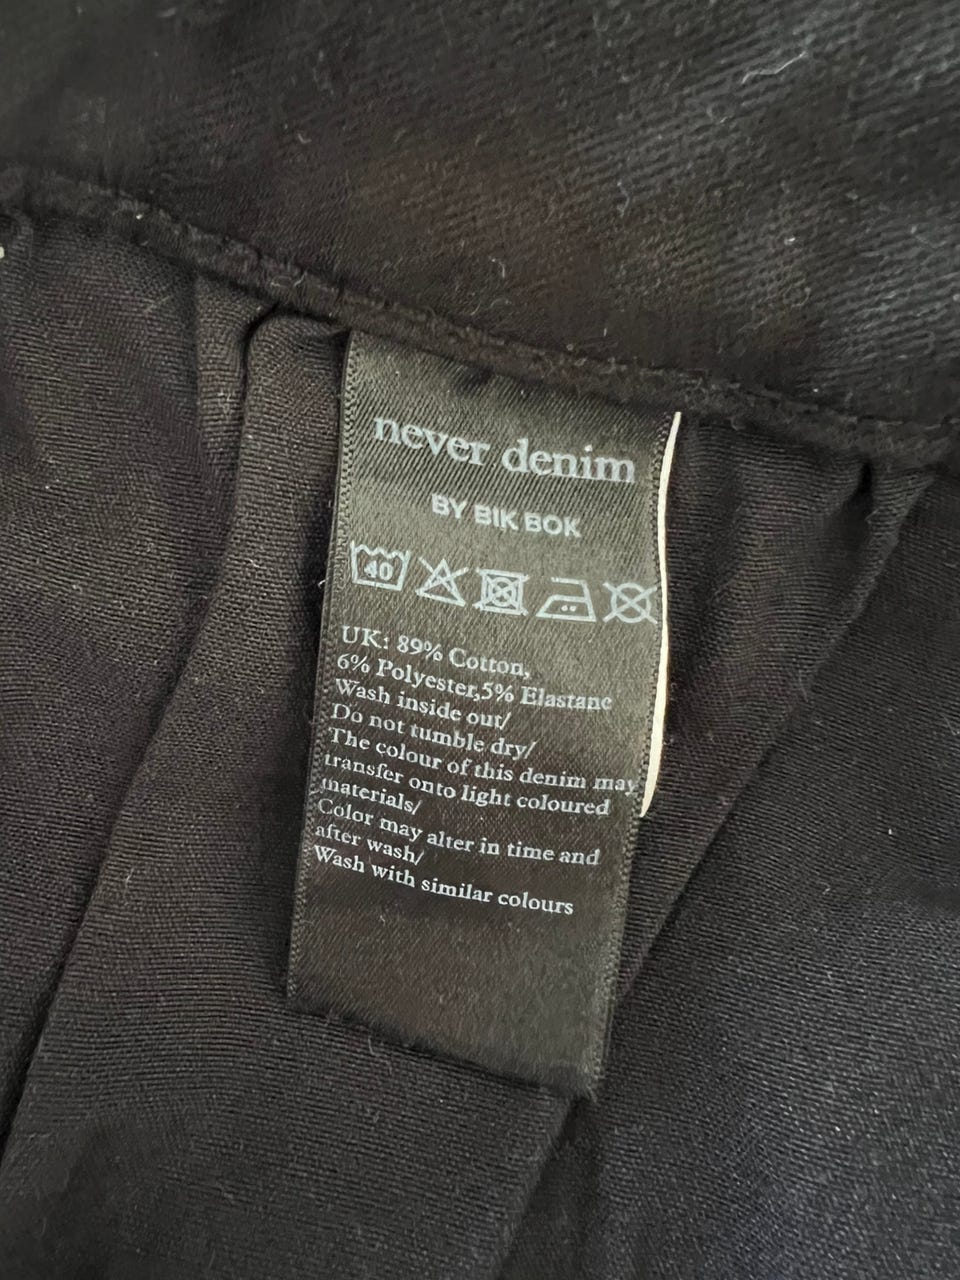 never denim
BY BIK BOK
40
UK: 89% Cotton,
6% Polyester,5% Elastane
Wash inside out/
Do not tumble dry/
The colour of this denim may
transfer onto light coloured
materials/
Color may alter in time and
after wash/
Wash with similar colours